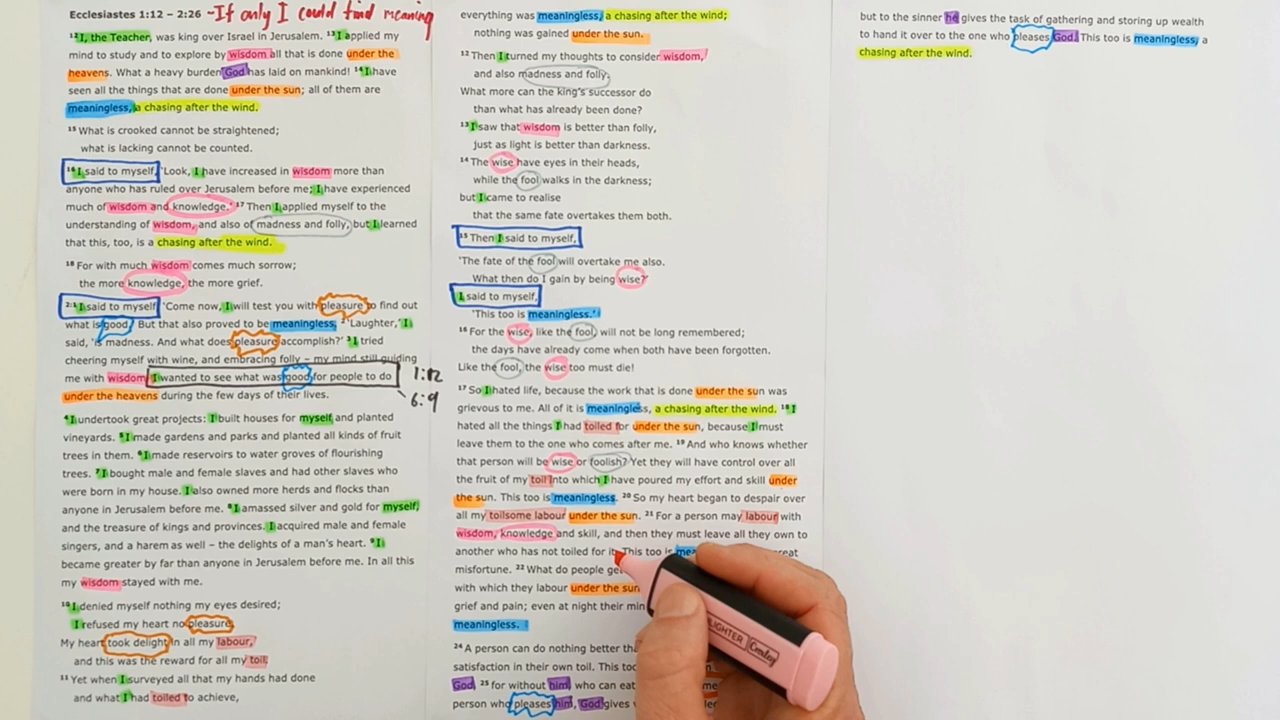 Ecclesiastes 1:12 – 2:26 -If only I could find meaning
¹²I, the Teacher, was king over Israel in Jerusalem. ¹³I applied my
mind to study and to explore by wisdom all that is done under the
heavens. What a heavy burden God has laid on mankind! ¹⁴I have
seen all the things that are done under the sun; all of them are
meaningless, a chasing after the wind.
¹⁵What is crooked cannot be straightened;
what is lacking cannot be counted.
¹⁶I said to myself, 'Look, I have increased in wisdom more than
anyone who has ruled over Jerusalem before me; I have experienced
much of wisdom and knowledge.' ¹⁷Then I applied myself to the
understanding of wisdom, and also of madness and folly, but I learned
that this, too, is a chasing after the wind.
¹⁸For with much wisdom comes much sorrow;
the more knowledge, the more grief.
²:¹I said to myself, 'Come now, I will test you with pleasure to find out
what is good.' But that also proved to be meaningless. ²'Laughter,' I
said, 'is madness. And what does pleasure accomplish?' ³I tried
cheering myself with wine, and embracing folly – my mind still guiding
me with wisdom. I wanted to see what was good for people to do 1:12
under the heavens during the few days of their lives. 6:9
⁴I undertook great projects: I built houses for myself and planted
vineyards. ⁵I made gardens and parks and planted all kinds of fruit
trees in them. ⁶I made reservoirs to water groves of flourishing
trees. ⁷I bought male and female slaves and had other slaves who
were born in my house. I also owned more herds and flocks than
anyone in Jerusalem before me. ⁸I amassed silver and gold for myself,
and the treasure of kings and provinces. I acquired male and female
singers, and a harem as well – the delights of a man's heart. ⁹I
became greater by far than anyone in Jerusalem before me. In all this
my wisdom stayed with me.
¹⁰I denied myself nothing my eyes desired;
I refused my heart no pleasure.
My heart took delight in all my labour,
and this was the reward for all my toil.
¹¹Yet when I surveyed all that my hands had done
and what I had toiled to achieve,
everything was meaningless, a chasing after the wind;
nothing was gained under the sun.
¹²Then I turned my thoughts to consider wisdom,
and also madness and folly.
What more can the king's successor do
than what has already been done?
¹³I saw that wisdom is better than folly,
just as light is better than darkness.
¹⁴The wise have eyes in their heads,
while the fool walks in the darkness;
but I came to realise
that the same fate overtakes them both.
¹⁵Then I said to myself,
'The fate of the fool will overtake me also.
What then do I gain by being wise?'
I said to myself,
'This too is meaningless.'
¹⁶For the wise, like the fool, will not be long remembered;
the days have already come when both have been forgotten.
Like the fool, the wise too must die!
¹⁷So I hated life, because the work that is done under the sun was
grievous to me. All of it is meaningless, a chasing after the wind. ¹⁸I
hated all the things I had toiled for under the sun, because I must
leave them to the one who comes after me. ¹⁹And who knows whether
that person will be wise or foolish? Yet they will have control over all
the fruit of my toil into which I have poured my effort and skill under
the sun. This too is meaningless. ²⁰So my heart began to despair over
all my toilsome labour under the sun. ²¹For a person may labour with
wisdom, knowledge and skill, and then they must leave all they own to
another who has not toiled for it. This too is
misfortune. ²²What do people
with which they labour under the sun
grief and pain; even at night their
meaningless.
²⁴A person can do nothing better
satisfaction in their own toil. This
God, ²⁵for without him, who can eat
person who pleases him, God gives
but to the sinner he gives the task of gathering and storing up wealth
to hand it over to the one who pleases God. This too is meaningless, a
chasing after the wind.